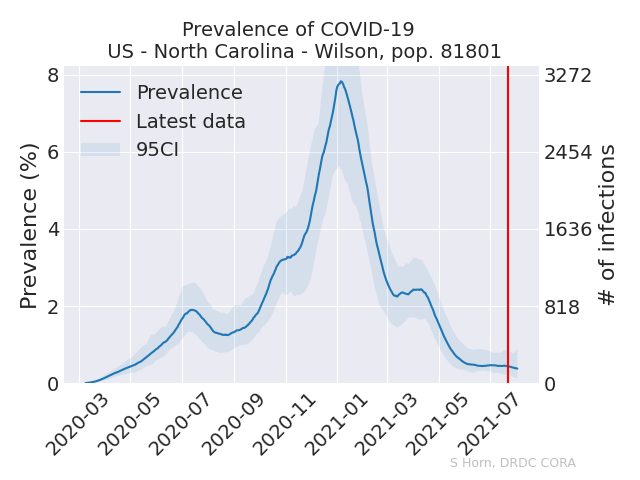 Prevalence of COVID-19
US - North Carolina - Wilson, pop. 81801
Prevalence
Latest data
95CI
Prevalence (%)
8
6
4
2
0
3272
2454
1636
818
0
# of infections
2020-03
2020-05
2020-07
2020-09
2020-11
2021-01
2021-03
2021-05
2021-07
S Horn, DRDC CORA